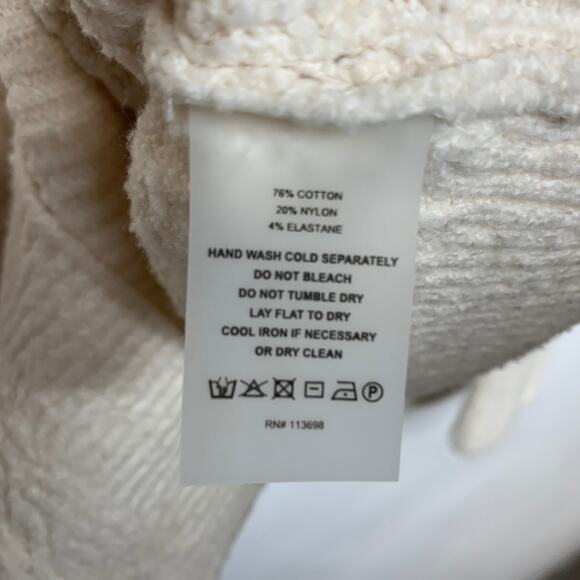 76% COTTON
20% NYLON
4% ELASTANE
HAND WASH COLD SEPARATELY
DO NOT BLEACH
DO NOT TUMBLE DRY
LAY FLAT TO DRY
COOL IRON IF NECESSARY
OR DRY CLEAN
P
RN# 113698